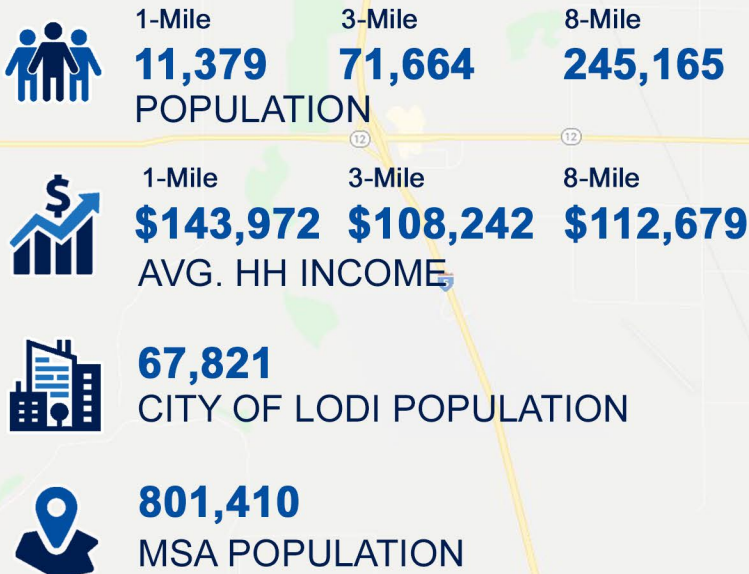 1-Mile 3-Mile 8-Mile
11,379 71,664 245,165
POPULATION
12 12
$
1-Mile 3-Mile 8-Mile
$143,972 $108,242 $112,679
AVG. HH INCOME
5
67,821
CITY OF LODI POPULATION
801,410
MSA POPULATION